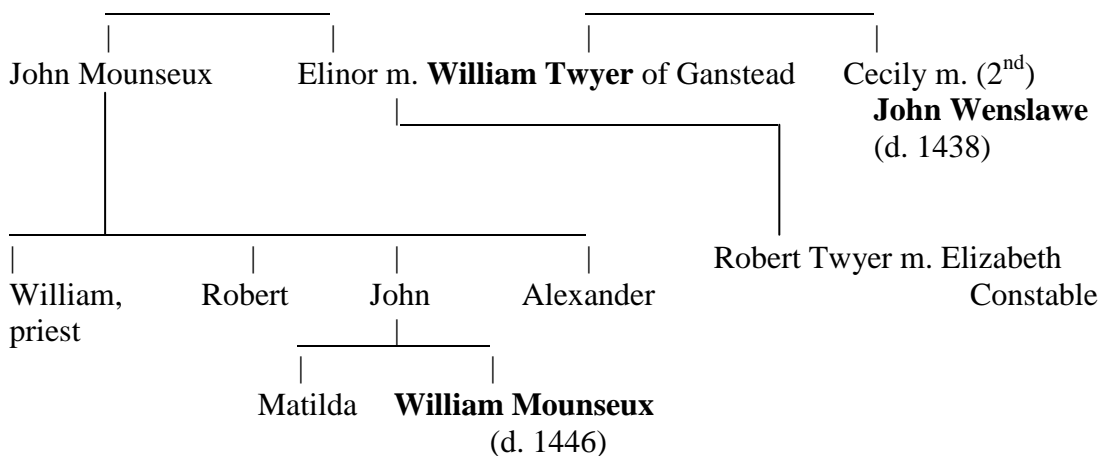 John Mounseux Elinor m. William Twyer of Ganstead Cecily m. (2nd)
John Wenslawe
(d. 1438)
Robert Twyer m. Elizabeth
William, Robert John Alexander Constable
priest
Matilda William Mounseux
(d. 1446)